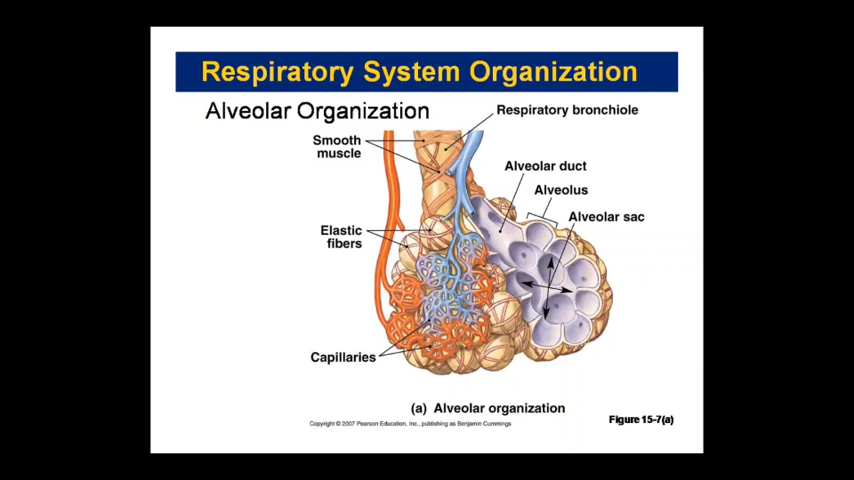 Respiratory System Organization
Alveolar Organization
Respiratory bronchiole
Smooth
muscle
Alveolar duct
Alveolus
Alveolar sac
Elastic
fibers
Capillaries
(a) Alveolar organization
Figure 15-7(a)
Copyright © 2007 Pearson Education, Inc., publishing as Benjamin Cummings